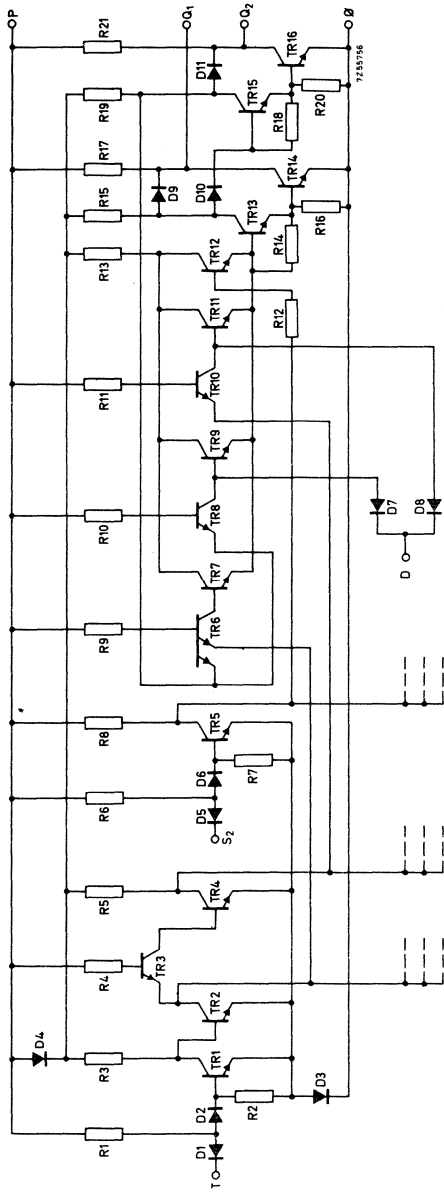 P
Q1
Q2
Ø
7Z55756
R21
TR16
D11
R19
TR15
R20
R18
R17
D9
D10
TR14
R15
TR13
R16
R14
R13
TR12
R12
TR11
R11
TR10
TR9
R10
TR8
D7
D8
D
TR7
R9
TR6
R8
TR5
R7
R6
D6
D5
S2
R5
TR4
R4
TR3
TR2
D4
R3
TR1
D3
R2
D2
R1
D1
T